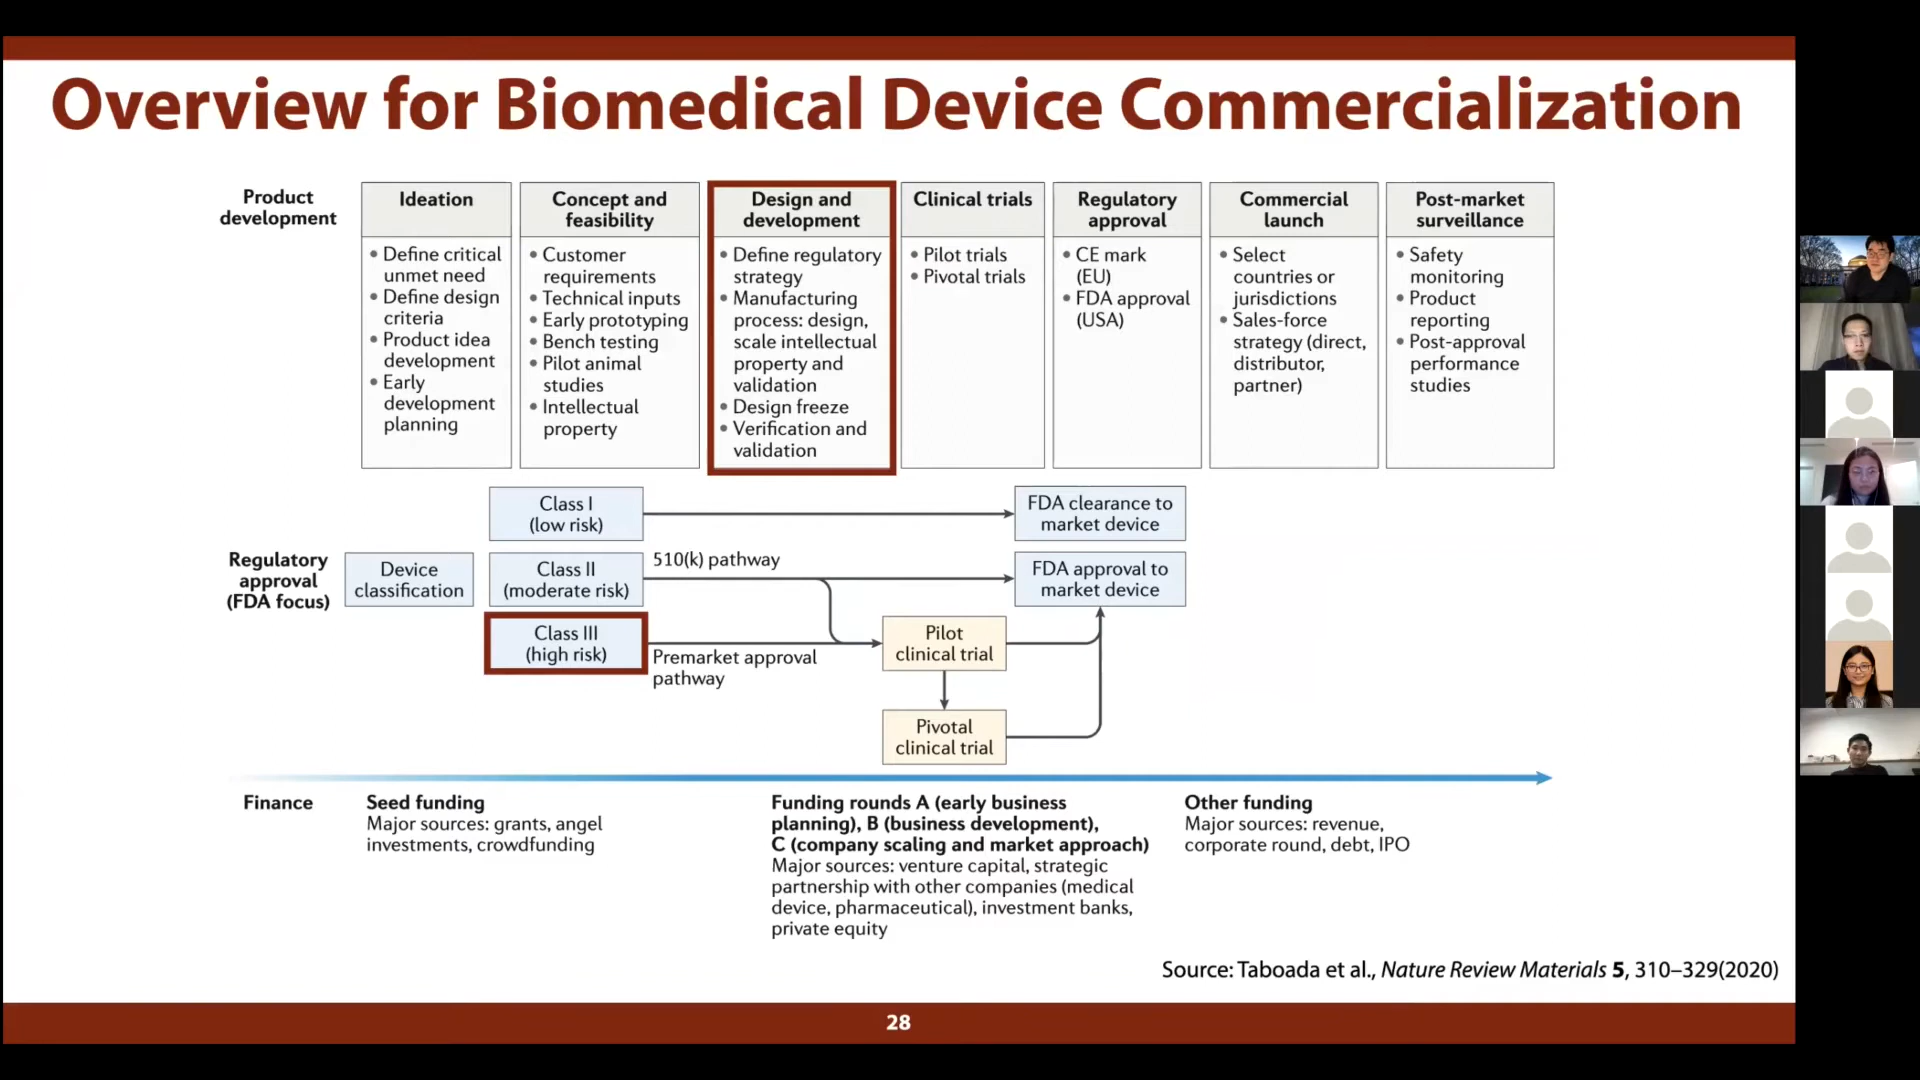 Overview for Biomedical Device Commercialization
Product
development
Ideation
• Define critical
unmet need
• Define design
criteria
• Product idea
development
• Early
development
planning
Concept and
feasibility
• Customer
requirements
• Technical inputs
• Early prototyping
• Bench testing
• Pilot animal
studies
• Intellectual
property
Design and
development
• Define regulatory
strategy
• Manufacturing
process: design,
scale intellectual
property and
validation
• Design freeze
• Verification and
validation
Clinical trials
• Pilot trials
• Pivotal trials
Regulatory
approval
• CE mark
(EU)
• FDA approval
(USA)
Commercial
launch
• Select
countries or
jurisdictions
• Sales-force
strategy (direct,
distributor,
partner)
Post-market
surveillance
• Safety
monitoring
• Product
reporting
• Post-approval
performance
studies
Regulatory
approval
(FDA focus)
Device
classification
Class I
(low risk)
FDA clearance to
market device
Class II
(moderate risk)
510(k) pathway
FDA approval to
market device
Class III
(high risk)
Premarket approval
pathway
Pilot
clinical trial
Pivotal
clinical trial
Finance
Seed funding
Major sources: grants, angel
investments, crowdfunding
Funding rounds A (early business
planning), B (business development),
C (company scaling and market approach)
Major sources: venture capital, strategic
partnership with other companies (medical
device, pharmaceutical), investment banks,
private equity
Other funding
Major sources: revenue,
corporate round, debt, IPO
Source: Taboada et al., Nature Review Materials 5, 310–329(2020)
28